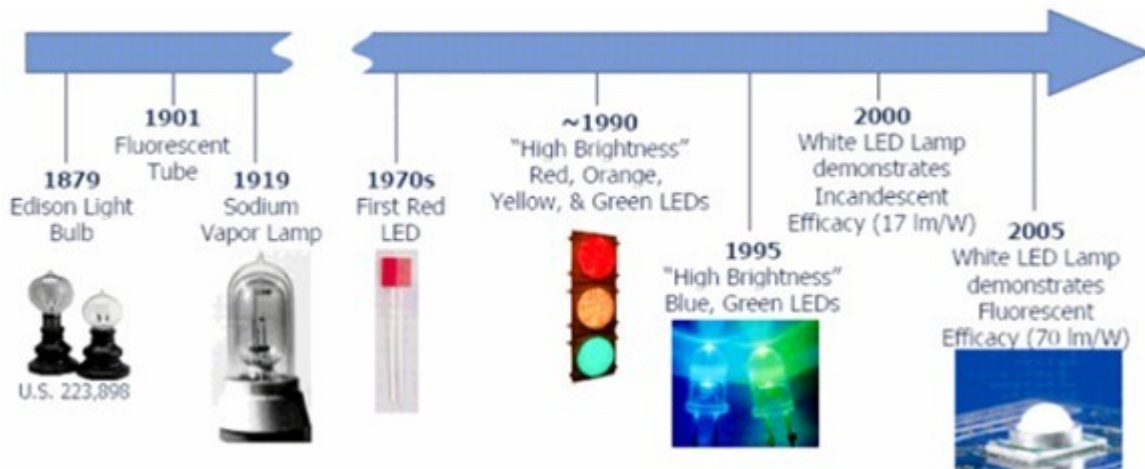 1879
Edison Light
Bulb
U.S. 223,898
1901
Fluorescent
Tube
1919
Sodium
Vapor Lamp
1970s
First Red
LED
~1990
"High Brightness"
Red, Orange,
Yellow, & Green LEDs
1995
"High Brightness"
Blue, Green LEDs
2000
White LED Lamp
demonstrates
Incandescent
Efficacy (17 lm/W)
2005
White LED Lamp
demonstrates
Fluorescent
Efficacy (70 lm/W)